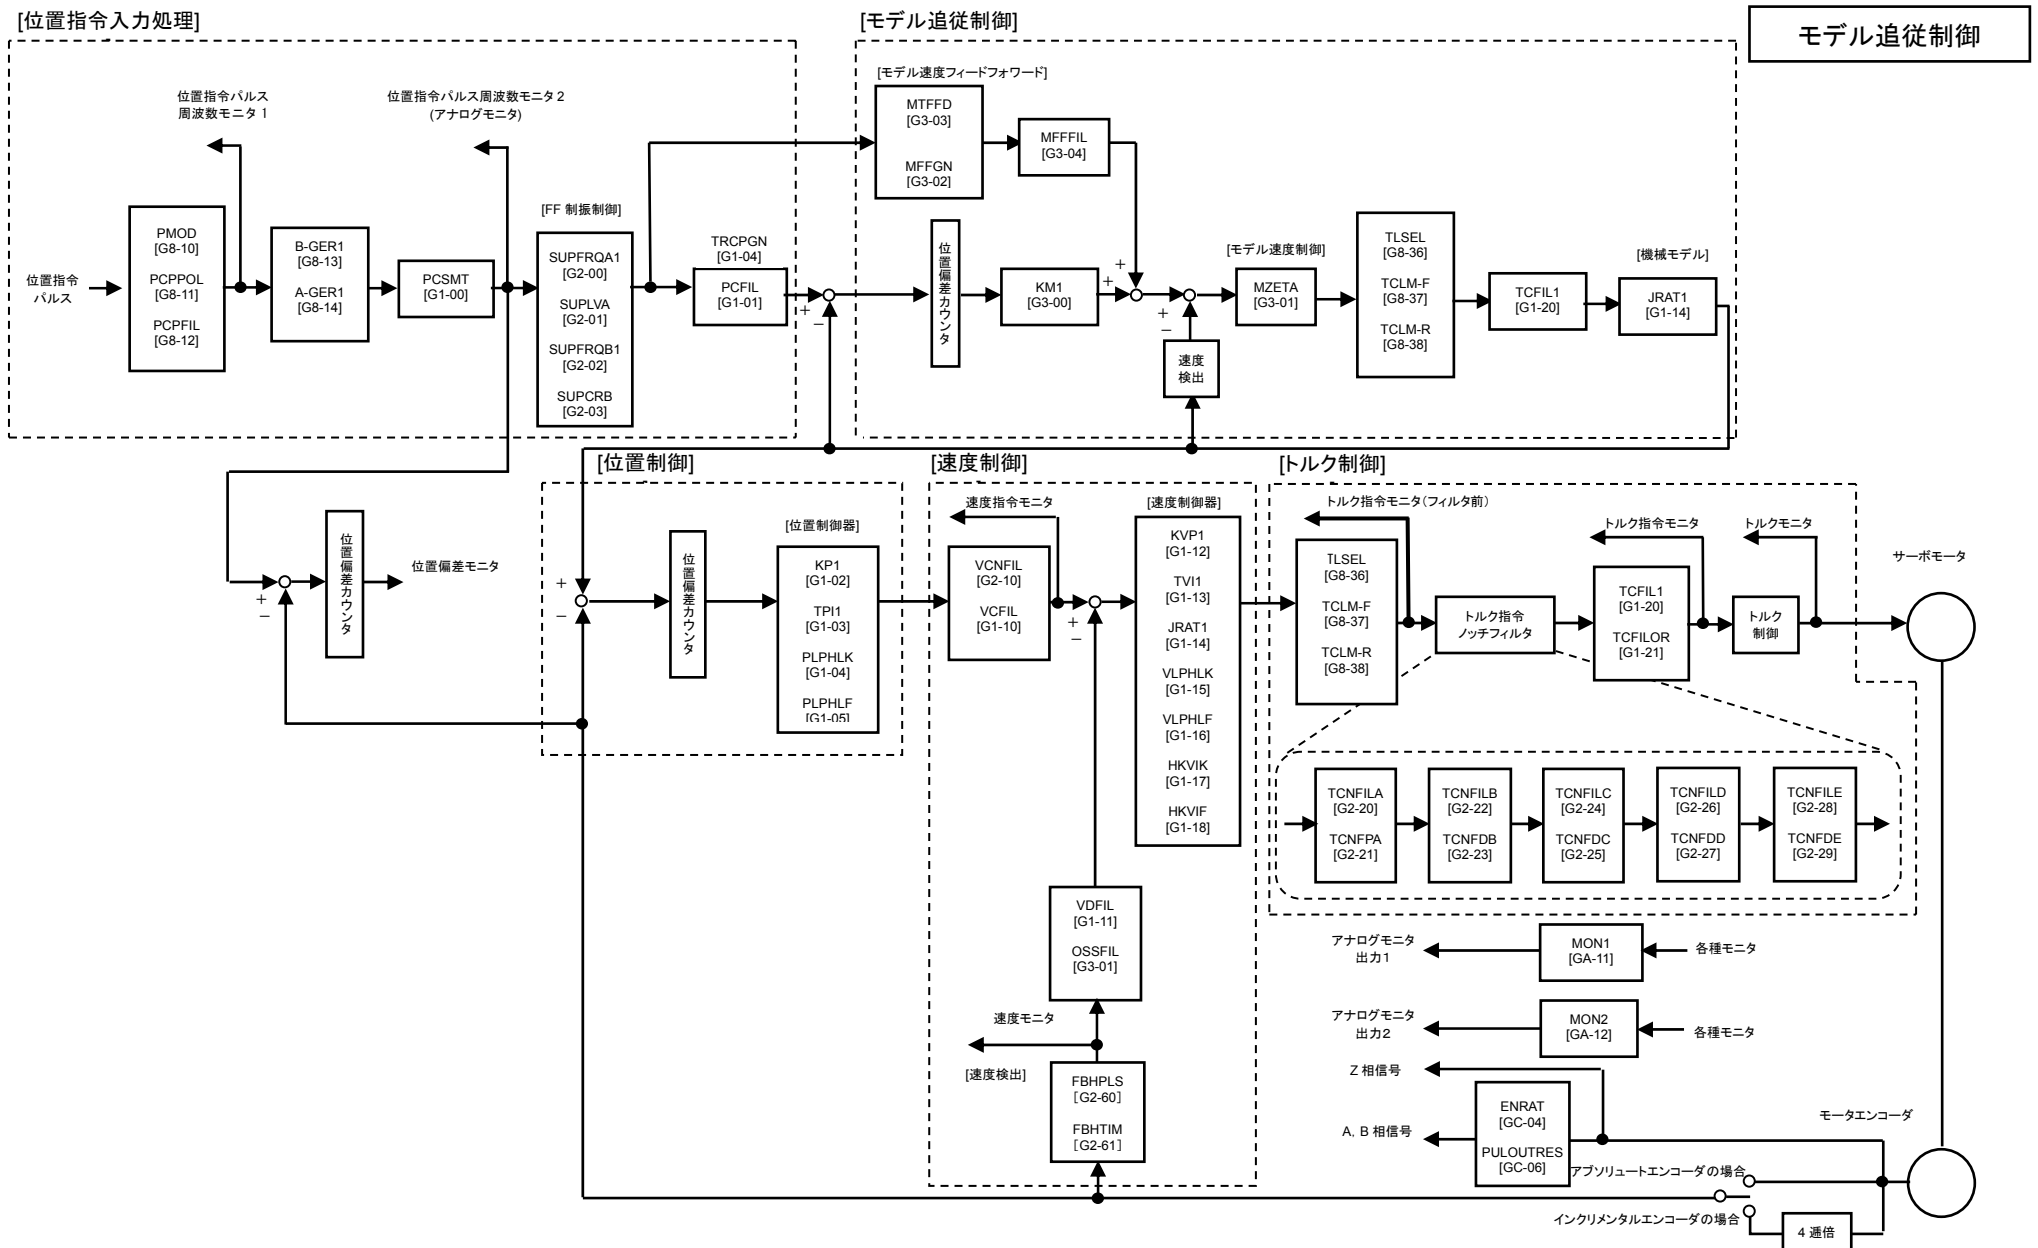 [位置指令入力処理]
[モデル追従制御]
モデル追従制御
位置指令パルス
周波数モニタ 1
位置指令パルス周波数モニタ 2
(アナログモニタ)
[モデル速度フィードフォワード]
MTFFD
[G3-03]
MFFGN
[G3-02]
MFFFIL
[G3-04]
位置指令
パルス
PMOD
[G8-10]
PCPPOL
[G8-11]
PCPFIL
[G8-12]
B-GER1
[G8-13]
A-GER1
[G8-14]
PCSMT
[G1-00]
[FF 制振制御]
SUPFRQA1
[G2-00]
SUPLVA
[G2-01]
SUPFRQB1
[G2-02]
SUPCRB
[G2-03]
TRCPGN
[G1-04]
PCFIL
[G1-01]
+
−
位置偏差カウンタ
KM1
[G3-00]
+
+
+
−
[モデル速度制御]
MZETA
[G3-01]
速度
検出
TLSEL
[G8-36]
TCLM-F
[G8-37]
TCLM-R
[G8-38]
TCFIL1
[G1-20]
[機械モデル]
JRAT1
[G1-14]
[位置制御]
[速度制御]
[トルク制御]
+
−
位置偏差カウンタ
位置偏差モニタ
+
−
位置偏差カウンタ
[位置制御器]
KP1
[G1-02]
TPI1
[G1-03]
PLPHLK
[G1-04]
PLPHLF
[G1-05]
速度指令モニタ
VCNFIL
[G2-10]
VCFIL
[G1-10]
+
−
[速度制御器]
KVP1
[G1-12]
TVI1
[G1-13]
JRAT1
[G1-14]
VLPHLK
[G1-15]
VLPHLF
[G1-16]
HKVIK
[G1-17]
HKVIF
[G1-18]
トルク指令モニタ(フィルタ前)
TLSEL
[G8-36]
TCLM-F
[G8-37]
TCLM-R
[G8-38]
トルク指令
ノッチフィルタ
トルク指令モニタ
TCFIL1
[G1-20]
TCFILOR
[G1-21]
トルクモニタ
トルク
制御
サーボモータ
TCNFILA
[G2-20]
TCNFPA
[G2-21]
TCNFILB
[G2-22]
TCNFDB
[G2-23]
TCNFILC
[G2-24]
TCNFDC
[G2-25]
TCNFILD
[G2-26]
TCNFDD
[G2-27]
TCNFILE
[G2-28]
TCNFDE
[G2-29]
VDFIL
[G1-11]
OSSFIL
[G3-01]
速度モニタ
[速度検出]
FBHPLS
[G2-60]
FBHTIM
[G2-61]
アナログモニタ
出力1
MON1
[GA-11]
各種モニタ
アナログモニタ
出力2
MON2
[GA-12]
各種モニタ
Z 相信号
A, B 相信号
ENRAT
[GC-04]
PULOUTRES
[GC-06]
モータエンコーダ
アブソリュートエンコーダの場合
インクリメンタルエンコーダの場合
4 逓倍